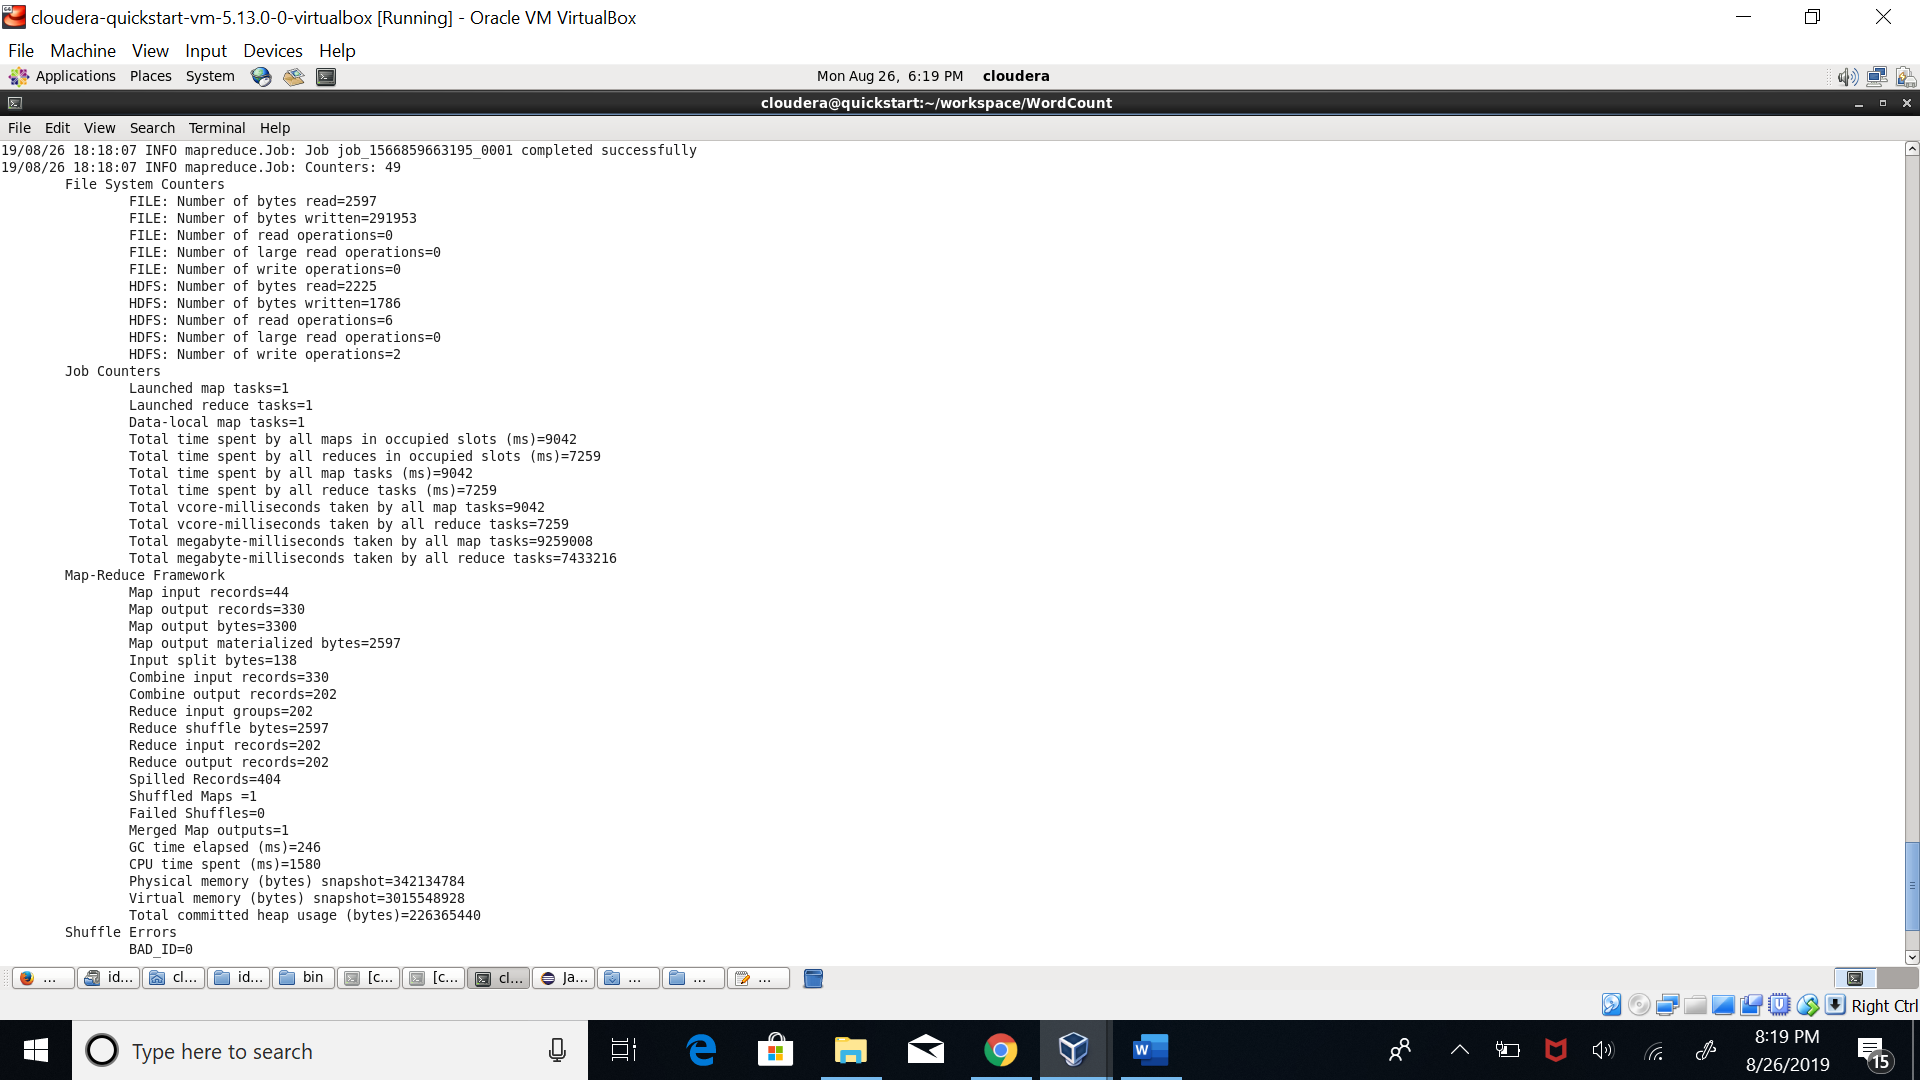 cloudera-quickstart-vm-5.13.0-0-virtualbox [Running] - Oracle VM VirtualBox
File Machine View Input Devices Help
Applications Places System Mon Aug 26, 6:19 PM cloudera
cloudera@quickstart:~/workspace/WordCount
File Edit View Search Terminal Help
19/08/26 18:18:07 INFO mapreduce.Job: Job job_1566859663195_0001 completed successfully
19/08/26 18:18:07 INFO mapreduce.Job: Counters: 49
File System Counters
FILE: Number of bytes read=2597
FILE: Number of bytes written=291953
FILE: Number of read operations=0
FILE: Number of large read operations=0
FILE: Number of write operations=0
HDFS: Number of bytes read=2225
HDFS: Number of bytes written=1786
HDFS: Number of read operations=6
HDFS: Number of large read operations=0
HDFS: Number of write operations=2
Job Counters
Launched map tasks=1
Launched reduce tasks=1
Data-local map tasks=1
Total time spent by all maps in occupied slots (ms)=9042
Total time spent by all reduces in occupied slots (ms)=7259
Total time spent by all map tasks (ms)=9042
Total time spent by all reduce tasks (ms)=7259
Total vcore-milliseconds taken by all map tasks=9042
Total vcore-milliseconds taken by all reduce tasks=7259
Total megabyte-milliseconds taken by all map tasks=9259008
Total megabyte-milliseconds taken by all reduce tasks=7433216
Map-Reduce Framework
Map input records=44
Map output records=330
Map output bytes=3300
Map output materialized bytes=2597
Input split bytes=138
Combine input records=330
Combine output records=202
Reduce input groups=202
Reduce shuffle bytes=2597
Reduce input records=202
Reduce output records=202
Spilled Records=404
Shuffled Maps =1
Failed Shuffles=0
Merged Map outputs=1
GC time elapsed (ms)=246
CPU time spent (ms)=1580
Physical memory (bytes) snapshot=342134784
Virtual memory (bytes) snapshot=3015548928
Total committed heap usage (bytes)=226365440
Shuffle Errors
BAD_ID=0
... id... cl... id... bin [c... [c... cl... Ja... ... ... ...
Right Ctrl
Type here to search
8:19 PM
8/26/2019
15